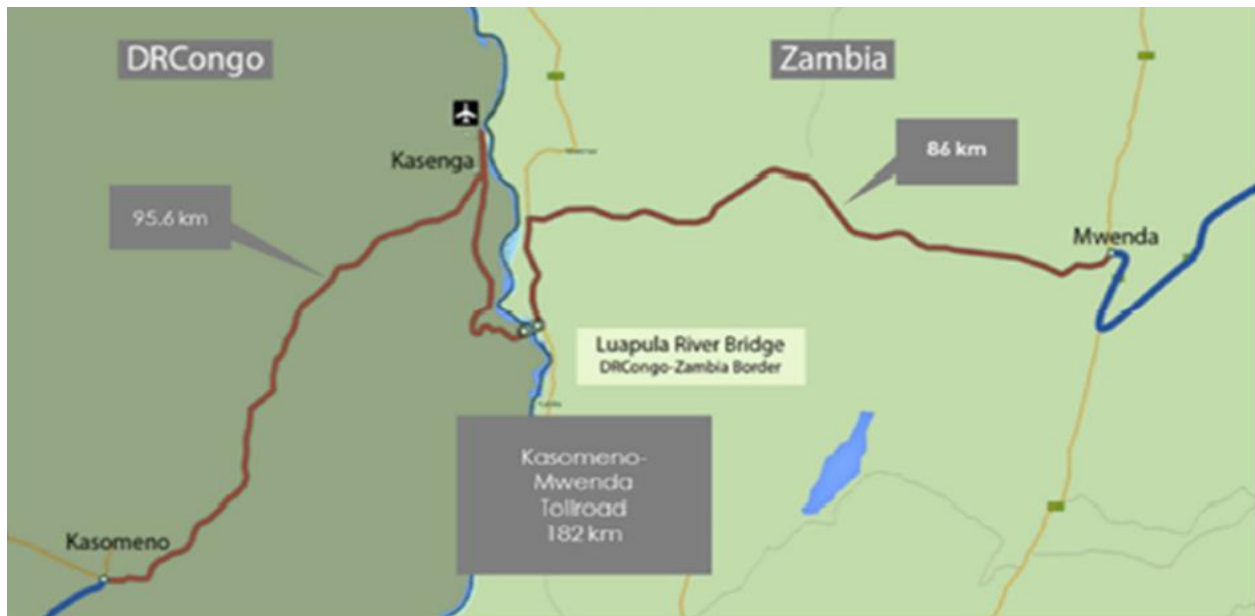 DRCongo
Zambia
Kasenga
86 km
95.6 km
Mwenda
Luapula River Bridge
DRCongo-Zambia Border
Kasomeno-
Mwenda
Tollroad
182 km
Kasomeno